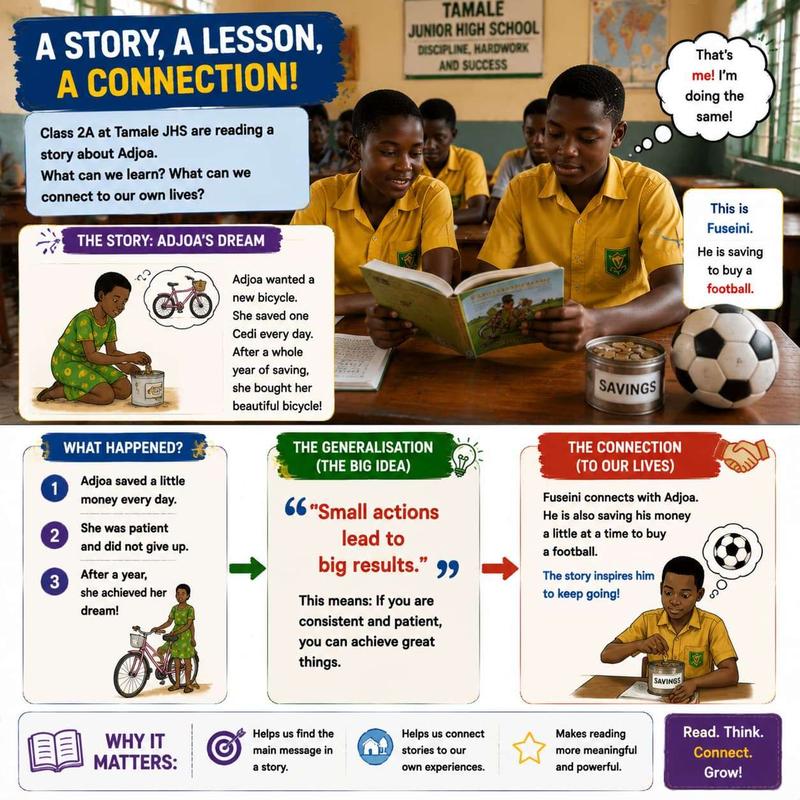 A STORY, A LESSON,
A CONNECTION!
Class 2A at Tamale JHS are reading a
story about Adjoa.
What can we learn? What can we
connect to our own lives?
TAMALE
JUNIOR HIGH SCHOOL
DISCIPLINE, HARDWORK
AND SUCCESS
That's
me! I'm
doing the
same!
This is
Fuseini.
He is saving
to buy a
football.
SAVINGS
THE STORY: ADJOA'S DREAM
Adjoa wanted a
new bicycle.
She saved one
Cedi every day.
After a whole
year of saving,
she bought her
beautiful bicycle!
WHAT HAPPENED?
1 Adjoa saved a little
money every day.
2 She was patient
and did not give up.
3 After a year,
she achieved her
dream!
THE GENERALISATION
(THE BIG IDEA)
"Small actions
lead to
big results."
This means: If you are
consistent and patient,
you can achieve great
things.
THE CONNECTION
(TO OUR LIVES)
Fuseini connects with Adjoa.
He is also saving his money
a little at a time to buy
a football.
The story inspires him
to keep going!
SAVINGS
WHY IT
MATTERS:
Helps us find the
main message in
a story.
Helps us connect
stories to our
own experiences.
Makes reading
more meaningful
and powerful.
Read. Think.
Connect.
Grow!